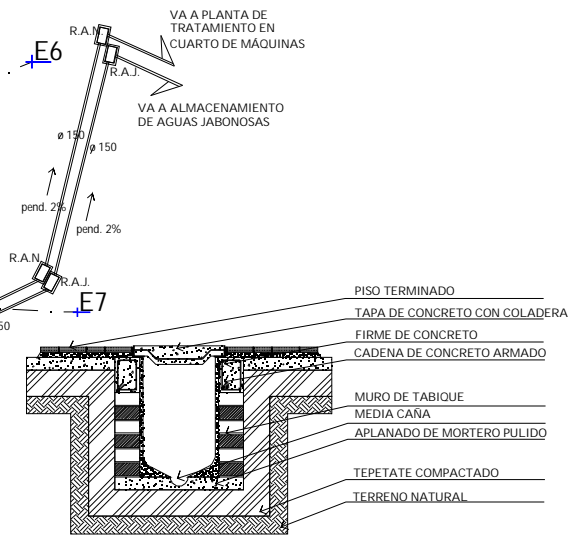 VA A PLANTA DE
TRATAMIENTO EN
CUARTO DE MÁQUINAS
R.A.N.
E6
R.A.J.
VA A ALMACENAMIENTO
DE AGUAS JABONOSAS
ø 150
ø 150
pend. 2%
pend. 2%
R.A.N.
R.A.J.
E7
50
PISO TERMINADO
TAPA DE CONCRETO CON COLADERA
FIRME DE CONCRETO
CADENA DE CONCRETO ARMADO
MURO DE TABIQUE
MEDIA CAÑA
APLANADO DE MORTERO PULIDO
TEPETATE COMPACTADO
TERRENO NATURAL